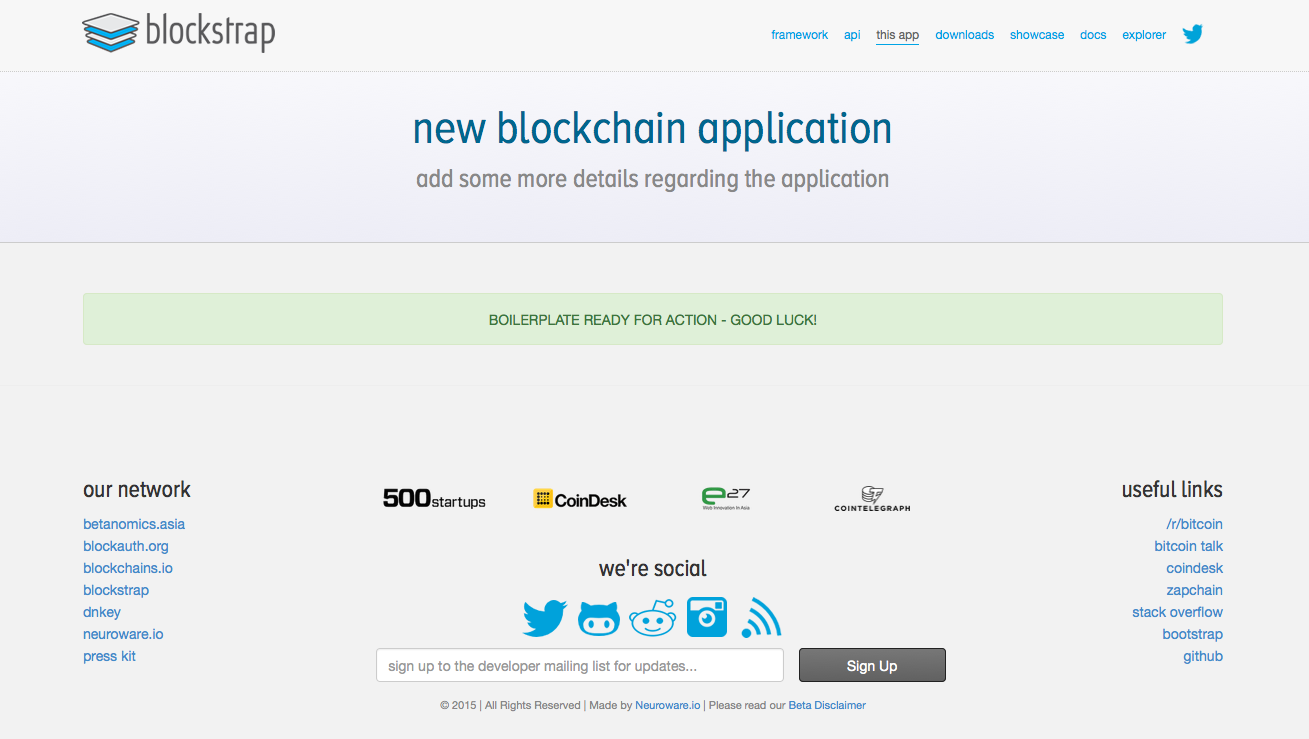 blockstrap
framework api this app downloads showcase docs explorer
new blockchain application
add some more details regarding the application
BOILERPLATE READY FOR ACTION - GOOD LUCK!
our network
betanomics.asia
blockauth.org
blockchains.io
blockstrap
dnkey
neuroware.io
press kit
500startups CoinDesk e27 COINTELEGRAPH
Web Innovation In Asia
we're social
sign up to the developer mailing list for updates... Sign Up
© 2015 | All Rights Reserved | Made by Neuroware.io | Please read our Beta Disclaimer
useful links
/r/bitcoin
bitcoin talk
coindesk
zapchain
stack overflow
bootstrap
github